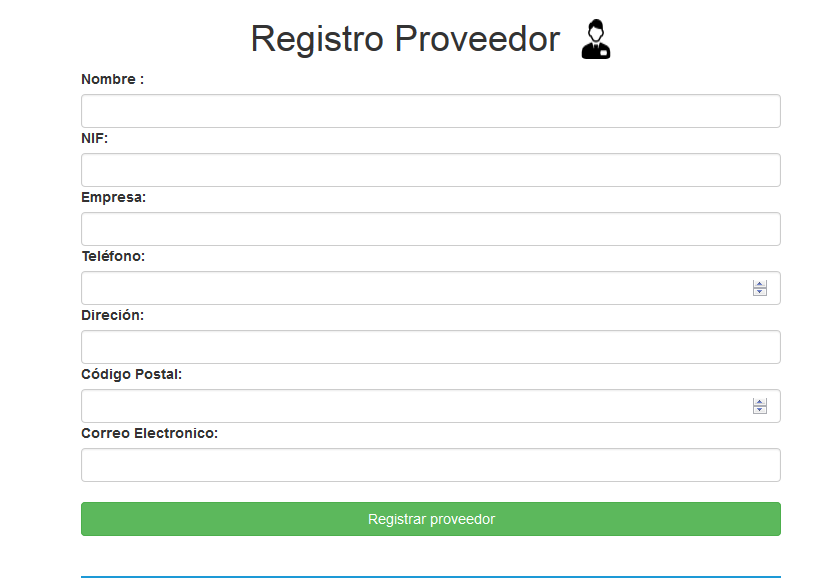 Registro Proveedor
Nombre :
NIF:
Empresa:
Teléfono:
Direción:
Código Postal:
Correo Electronico:
Registrar proveedor